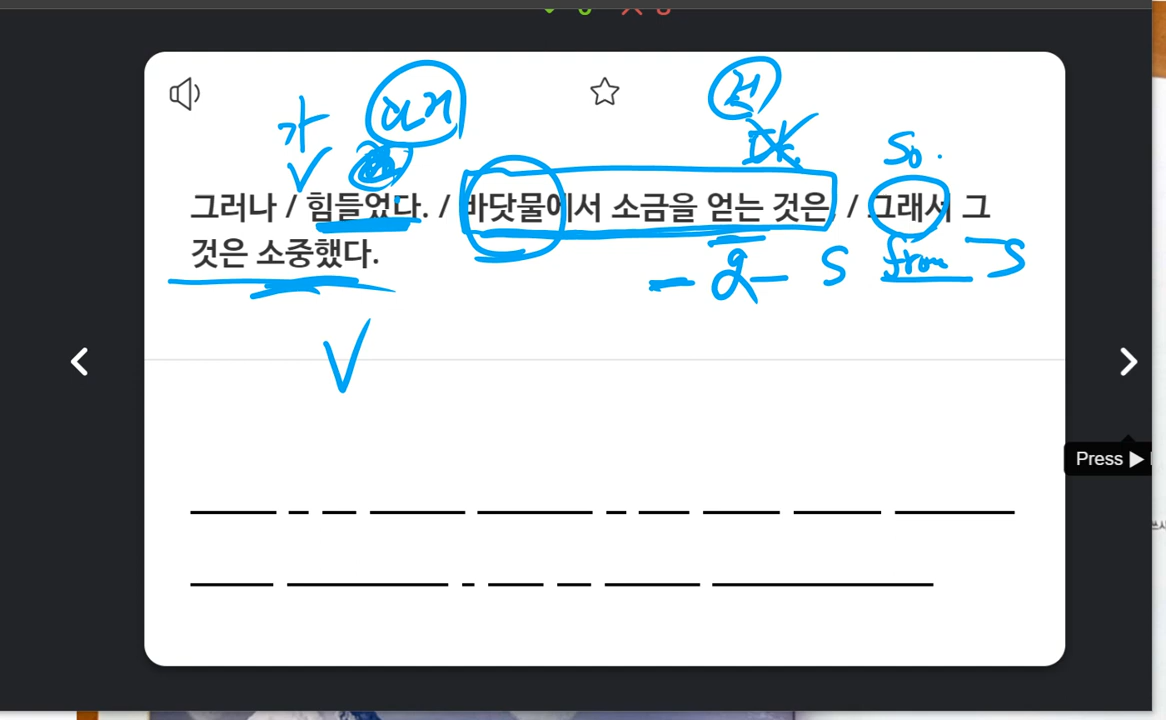 가
So.
그러나 / 힘들었다. / 바닷물에서 소금을 얻는 것은, / 그래서 그
것은 소중했다.
S from S
Press ▶